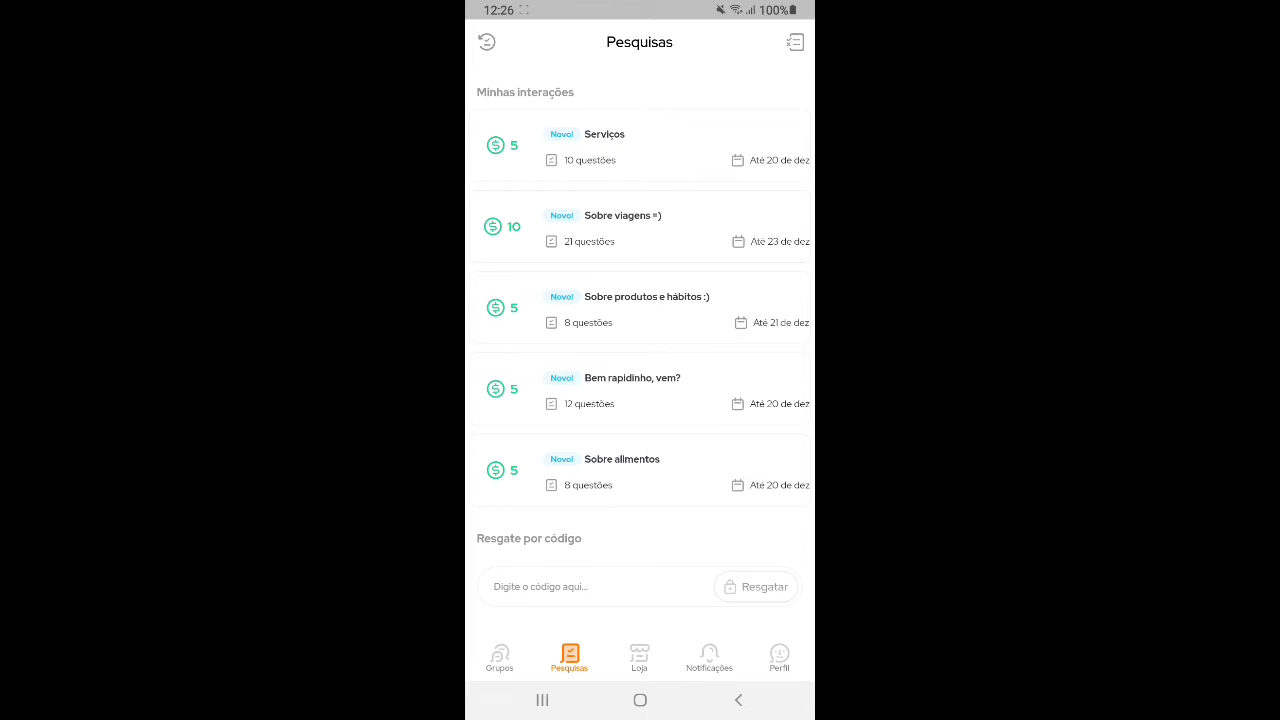 12:26 100%
Pesquisas
Minhas interações
5 Novo! Serviços
10 questões Até 20 de dez
10 Novo! Sobre viagens =)
21 questões Até 23 de dez
5 Novo! Sobre produtos e hábitos :)
8 questões Até 21 de dez
5 Novo! Bem rapidinho, vem?
12 questões Até 20 de dez
5 Novo! Sobre alimentos
8 questões Até 20 de dez
Resgate por código
Digite o código aqui... Resgatar
Grupos Pesquisas Loja Notificações Perfil